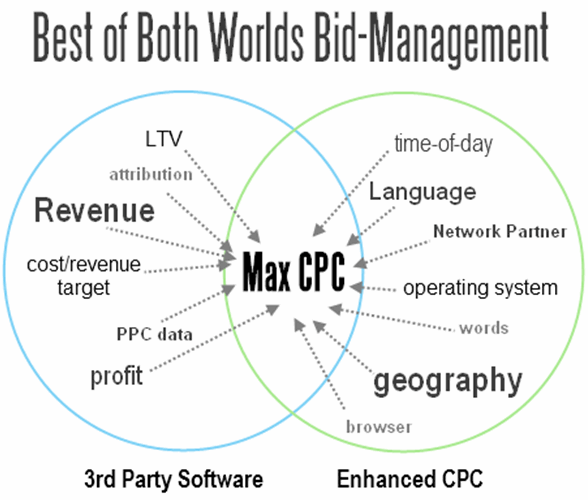 Best of Both Worlds Bid-Management
LTV
attribution
Revenue
cost/revenue
target
PPC data
profit
Max CPC
time-of-day
Language
Network Partner
operating system
words
geography
browser
3rd Party Software
Enhanced CPC